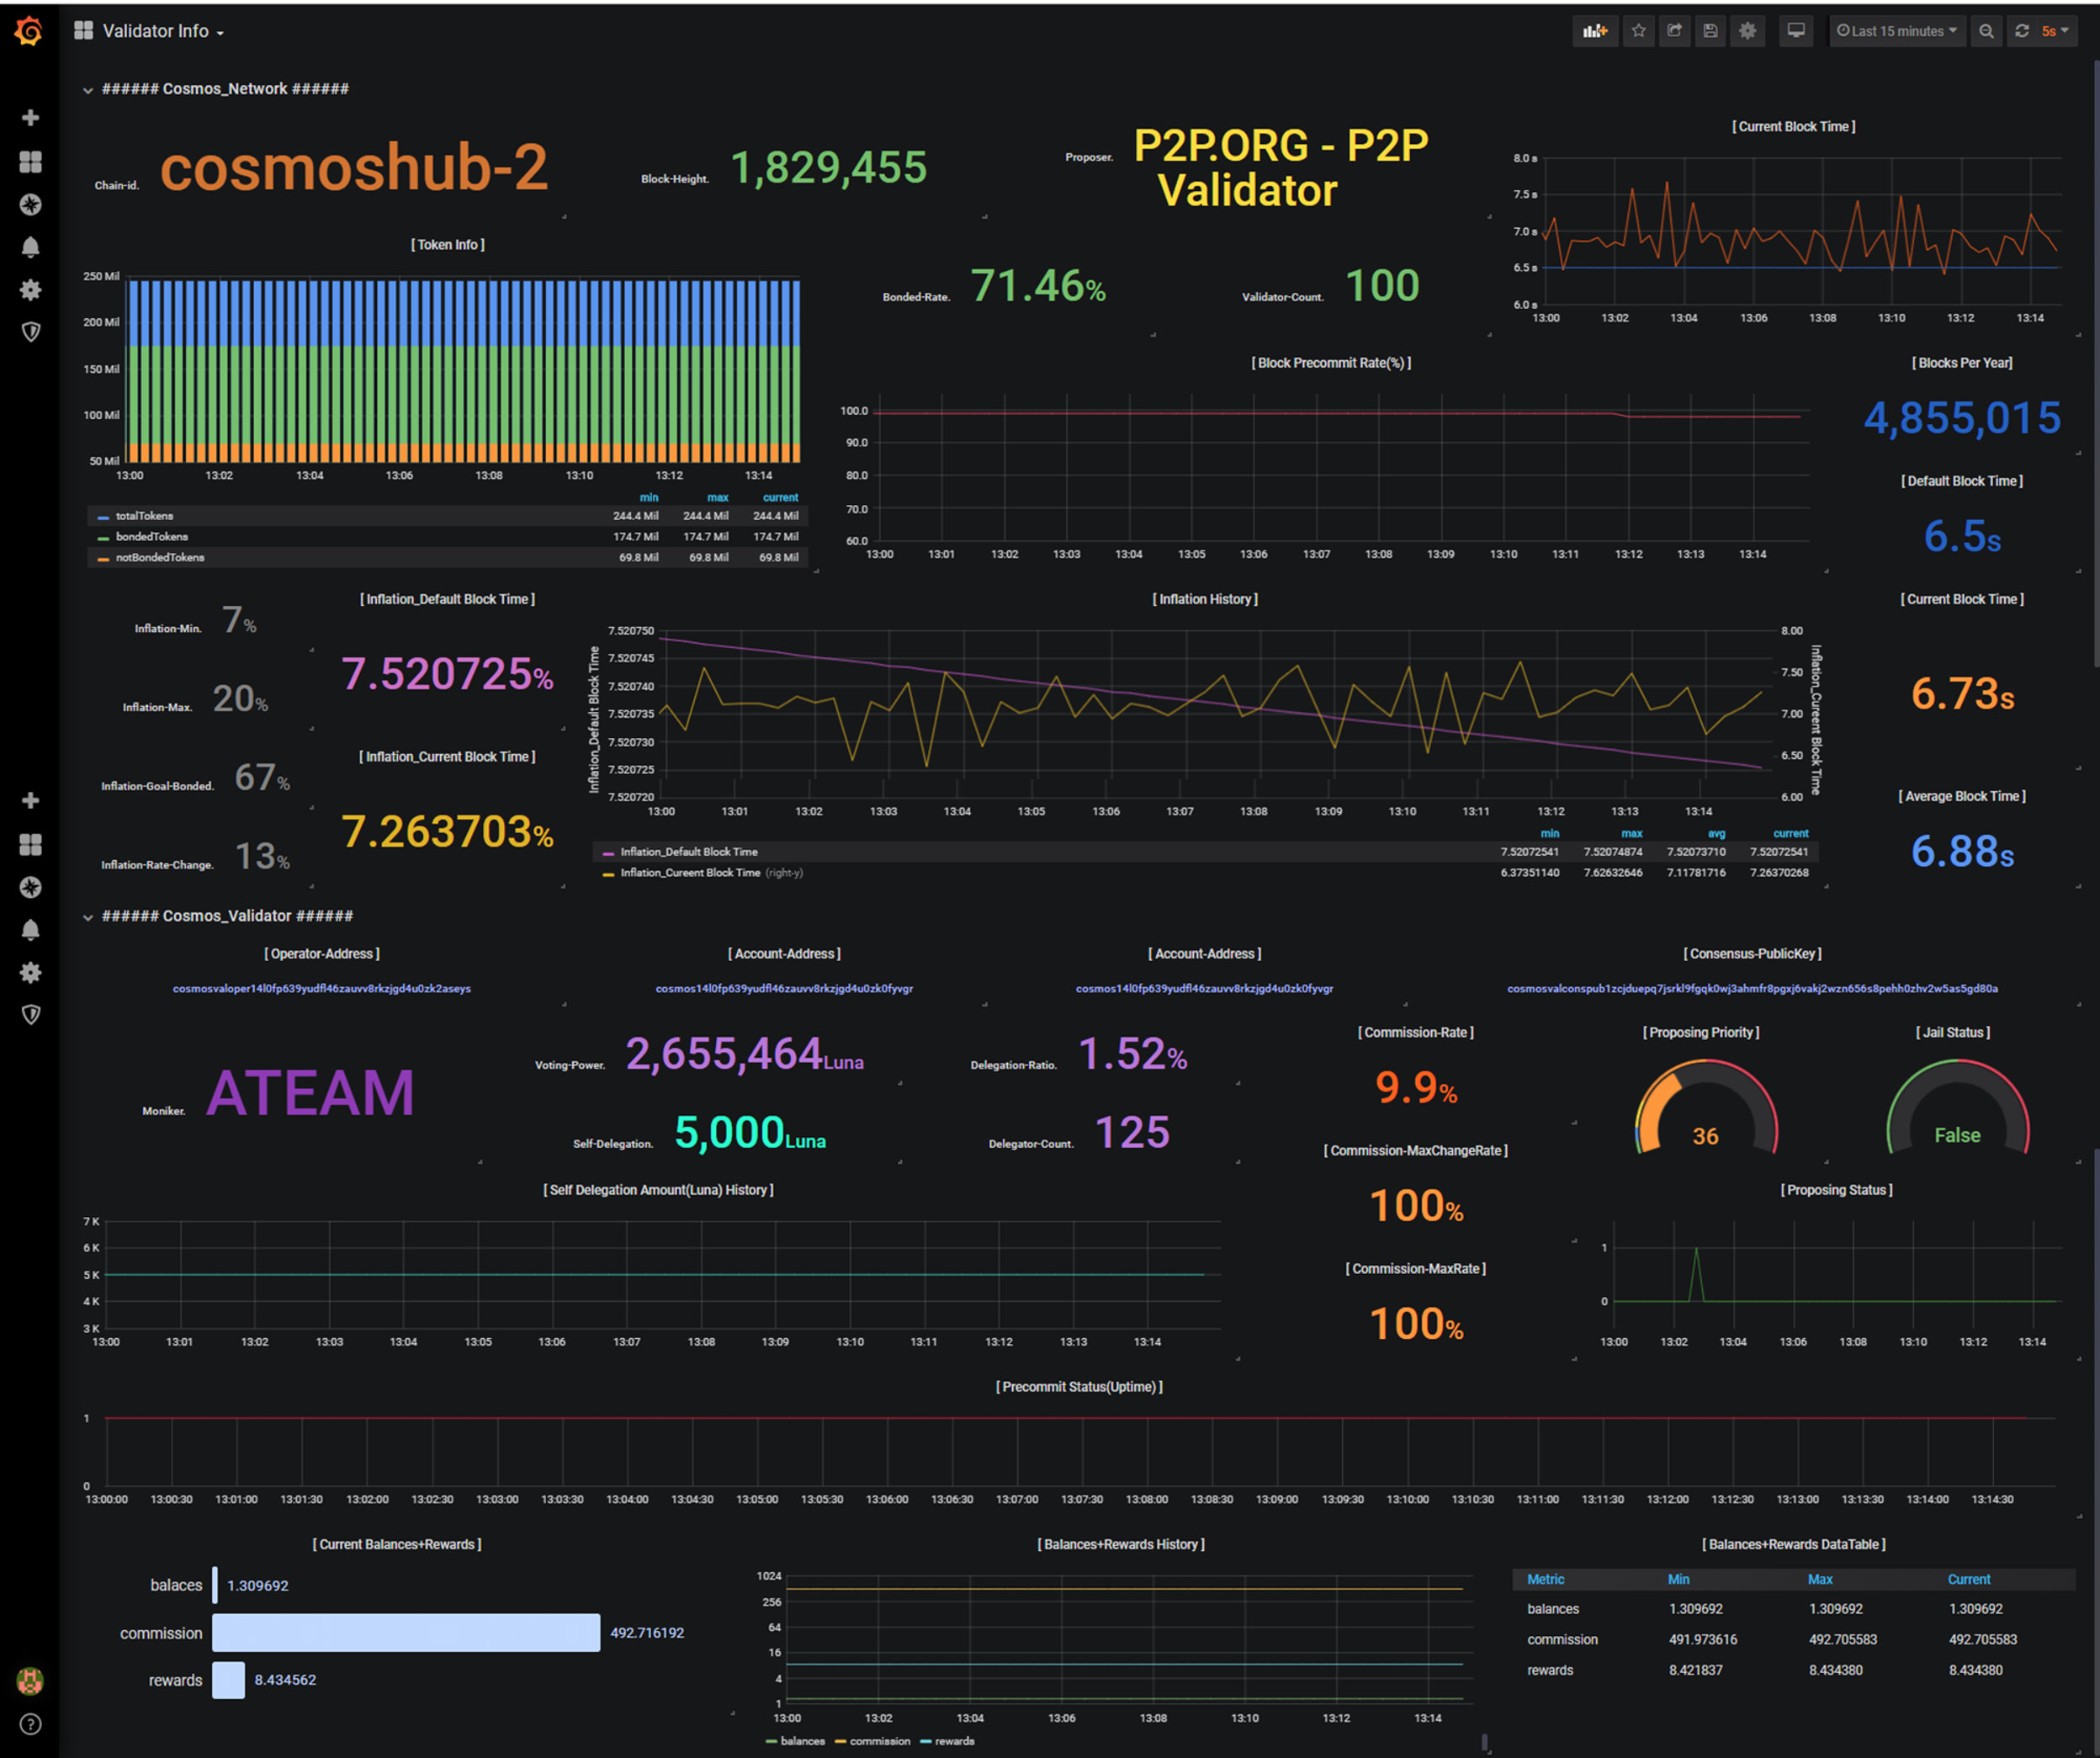 Validator Info
Last 15 minutes
5s
###### Cosmos_Network ######
Chain-id. cosmoshub-2
Block-Height. 1,829,455
Proposer. P2P.ORG - P2P
Validator
[ Current Block Time ]
8.0 s
7.5 s
7.0 s
6.5 s
6.0 s
13:00 13:02 13:04 13:06 13:08 13:10 13:12 13:14
[ Token Info ]
250 Mil
200 Mil
150 Mil
100 Mil
50 Mil
13:00 13:02 13:04 13:06 13:08 13:10 13:12 13:14
min max current
totalTokens 244.4 Mil 244.4 Mil 244.4 Mil
bondedTokens 174.7 Mil 174.7 Mil 174.7 Mil
notBondedTokens 69.8 Mil 69.8 Mil 69.8 Mil
Bonded-Rate. 71.46%
Validator-Count. 100
[ Block Precommit Rate(%) ]
100.0
90.0
80.0
70.0
60.0
13:00 13:01 13:02 13:03 13:04 13:05 13:06 13:07 13:08 13:09 13:10 13:11 13:12 13:13 13:14
[ Blocks Per Year]
4,855,015
[ Default Block Time ]
6.5s
Inflation-Min. 7%
Inflation-Max. 20%
Inflation-Goal-Bonded. 67%
Inflation-Rate-Change. 13%
[ Inflation_Default Block Time ]
7.520725%
[ Inflation_Current Block Time ]
7.263703%
[ Inflation History ]
Inflation_Default Block Time
7.520750
7.520745
7.520740
7.520735
7.520730
7.520725
7.520720
8.00
7.50
7.00
6.50
6.00
Inflation_Cureent Block Time
13:00 13:01 13:02 13:03 13:04 13:05 13:06 13:07 13:08 13:09 13:10 13:11 13:12 13:13 13:14
min max avg current
Inflation_Default Block Time 7.52072541 7.52074874 7.52073710 7.52072541
Inflation_Cureent Block Time (right-y) 6.37351140 7.62632646 7.11781716 7.26370268
[ Current Block Time ]
6.73s
[ Average Block Time ]
6.88s
###### Cosmos_Validator ######
[ Operator-Address ]
cosmosvaloper14l0fp639yudfl46zauvv8rkzjgd4u0zk2aseys
[ Account-Address ]
cosmos14l0fp639yudfl46zauvv8rkzjgd4u0zk0fyvgr
[ Account-Address ]
cosmos14l0fp639yudfl46zauvv8rkzjgd4u0zk0fyvgr
[ Consensus-PublicKey ]
cosmosvalconspub1zcjduepq7jsrkl9fgqk0wj3ahmfr8pgxj6vakj2wzn656s8pehh0zhv2w5as5gd80a
Moniker. ATEAM
Voting-Power. 2,655,464Luna
Delegation-Ratio. 1.52%
Self-Delegation. 5,000Luna
Delegator-Count. 125
[ Commission-Rate ]
9.9%
[ Commission-MaxChangeRate ]
100%
[ Commission-MaxRate ]
100%
[ Proposing Priority ]
36
[ Jail Status ]
False
[ Self Delegation Amount(Luna) History ]
7 K
6 K
5 K
4 K
3 K
13:00 13:01 13:02 13:03 13:04 13:05 13:06 13:07 13:08 13:09 13:10 13:11 13:12 13:13 13:14
[ Proposing Status ]
1
0
13:00 13:02 13:04 13:06 13:08 13:10 13:12 13:14
[ Precommit Status(Uptime) ]
1
0
13:00:00 13:00:30 13:01:00 13:01:30 13:02:00 13:02:30 13:03:00 13:03:30 13:04:00 13:04:30 13:05:00 13:05:30 13:06:00 13:06:30 13:07:00 13:07:30 13:08:00 13:08:30 13:09:00 13:09:30 13:10:00 13:10:30 13:11:00 13:11:30 13:12:00 13:12:30 13:13:00 13:13:30 13:14:00 13:14:30
[ Current Balances+Rewards ]
balaces 1.309692
commission 492.716192
rewards 8.434562
[ Balances+Rewards History ]
1024
256
64
16
4
1
13:00 13:02 13:04 13:06 13:08 13:10 13:12 13:14
balances commission rewards
[ Balances+Rewards DataTable ]
Metric Min Max Current
balances 1.309692 1.309692 1.309692
commission 491.973616 492.705583 492.705583
rewards 8.421837 8.434380 8.434380